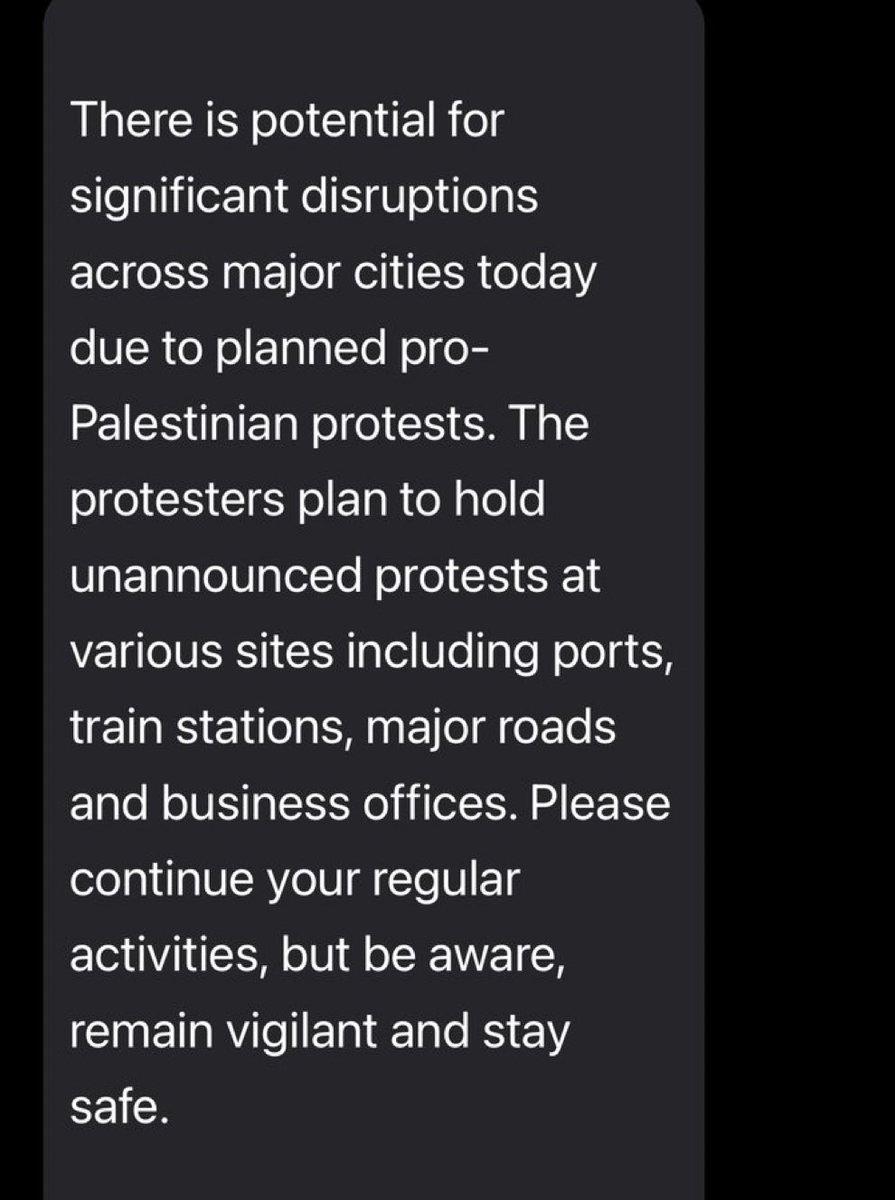 There is potential for
significant disruptions
across major cities today
due to planned pro-
Palestinian protests. The
protesters plan to hold
unannounced protests at
various sites including ports,
train stations, major roads
and business offices. Please
continue your regular
activities, but be aware,
remain vigilant and stay
safe.